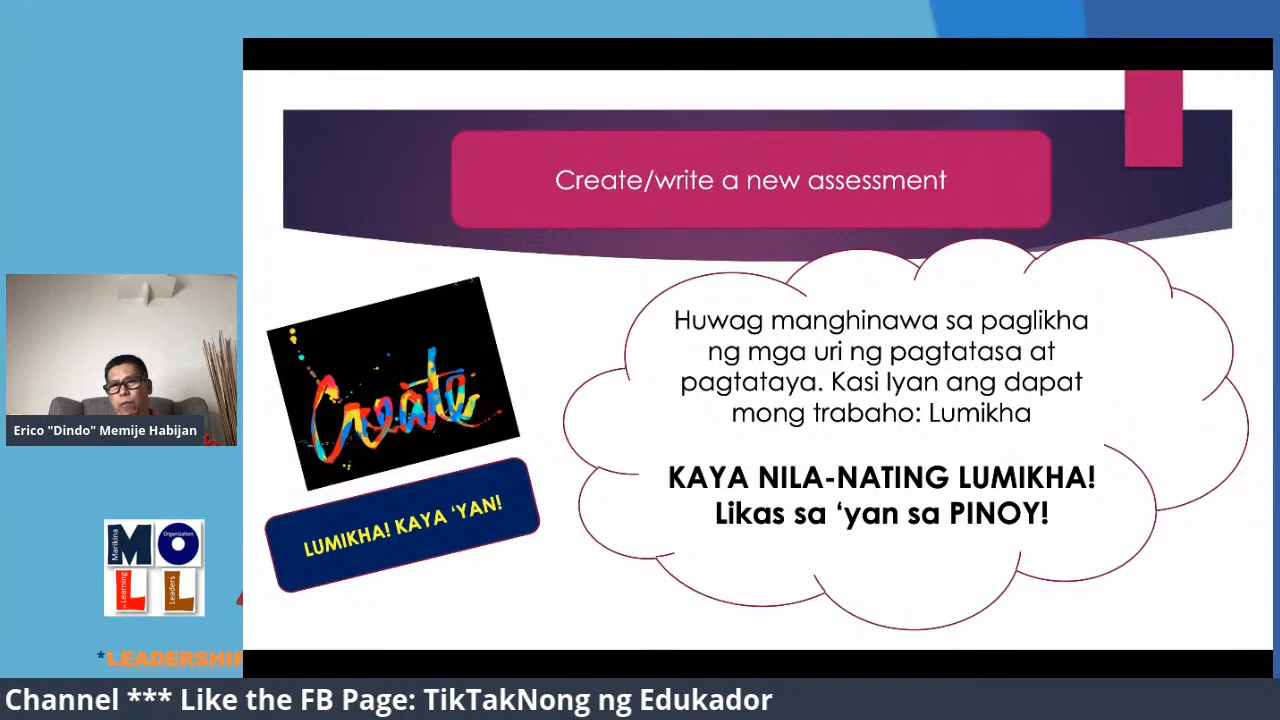 Create/write a new assessment
Huwag manghinawa sa paglikha
ng mga uri ng pagtatasa at
pagtataya. Kasi Iyan ang dapat
mong trabaho: Lumikha
KAYA NILA-NATING LUMIKHA!
Likas sa ‘yan sa PINOY!
Create
LUMIKHA! KAYA ‘YAN!
Erico "Dindo" Memije Habijan
Marikina
Organization
of Learning
Leaders
*LEADERSHIP
Channel *** Like the FB Page: TikTakNong ng Edukador